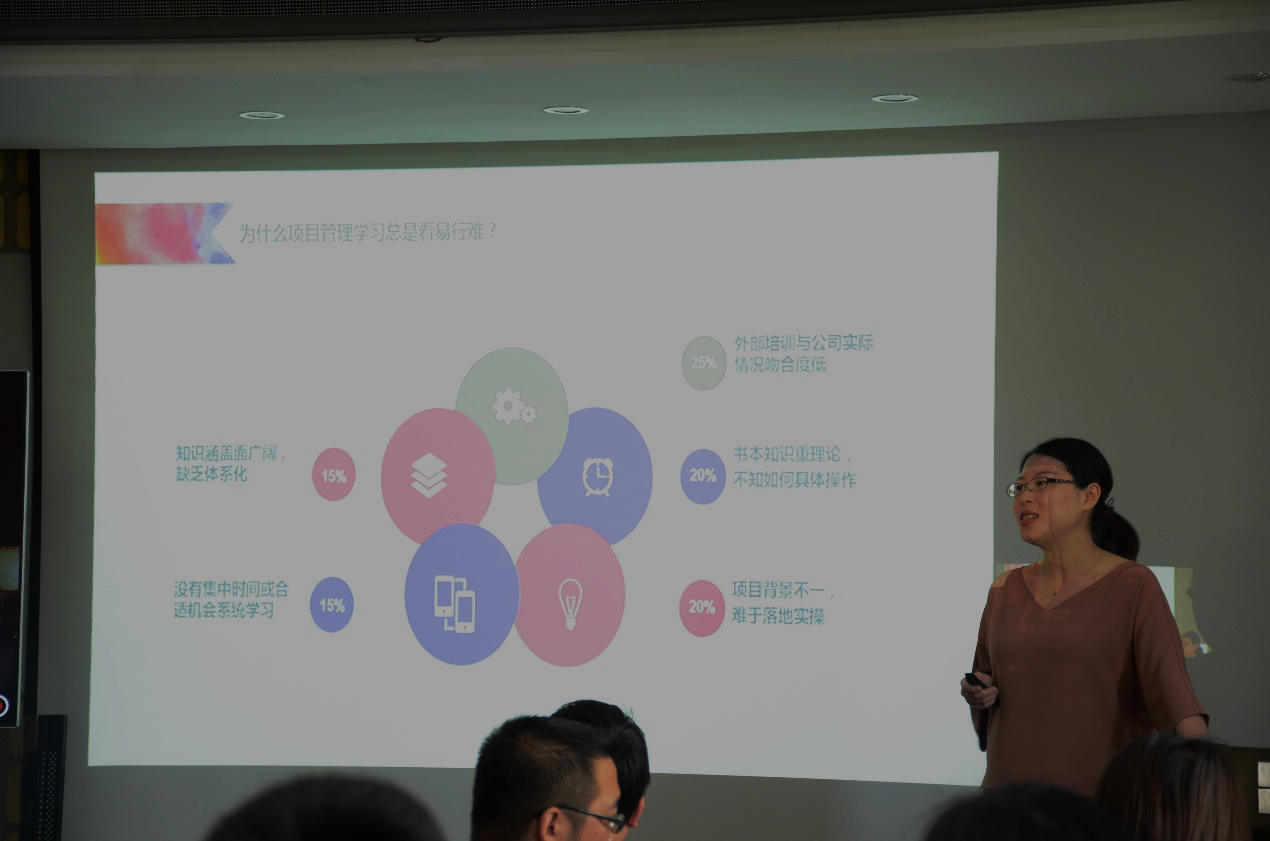 为什么项目管理学习总是看易行难？
外部培训与公司实际
情况吻合度低
25%
知识涵盖面广阔，
缺乏体系化
15%
20%
书本知识重理论，
不知如何具体操作
没有集中时间或合
适机会系统学习
15%
20%
项目背景不一，
难于落地实操